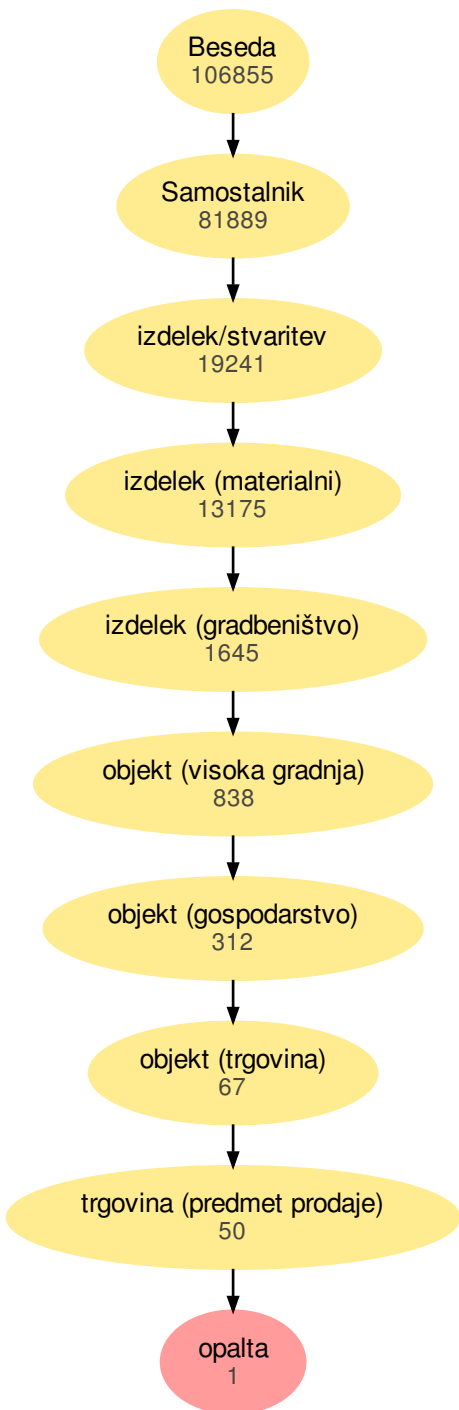 Beseda
106855
Samostalnik
81889
izdelek/stvaritev
19241
izdelek (materialni)
13175
izdelek (gradbeništvo)
1645
objekt (visoka gradnja)
838
objekt (gospodarstvo)
312
objekt (trgovina)
67
trgovina (predmet prodaje)
50
opalta
1